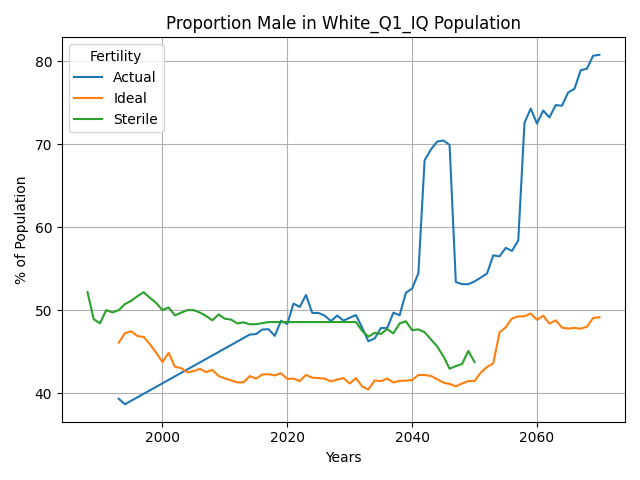 Proportion Male in White_Q1_IQ Population
Fertility
Actual
Ideal
Sterile
% of Population
80
70
60
50
40
2000 2020 2040 2060
Years